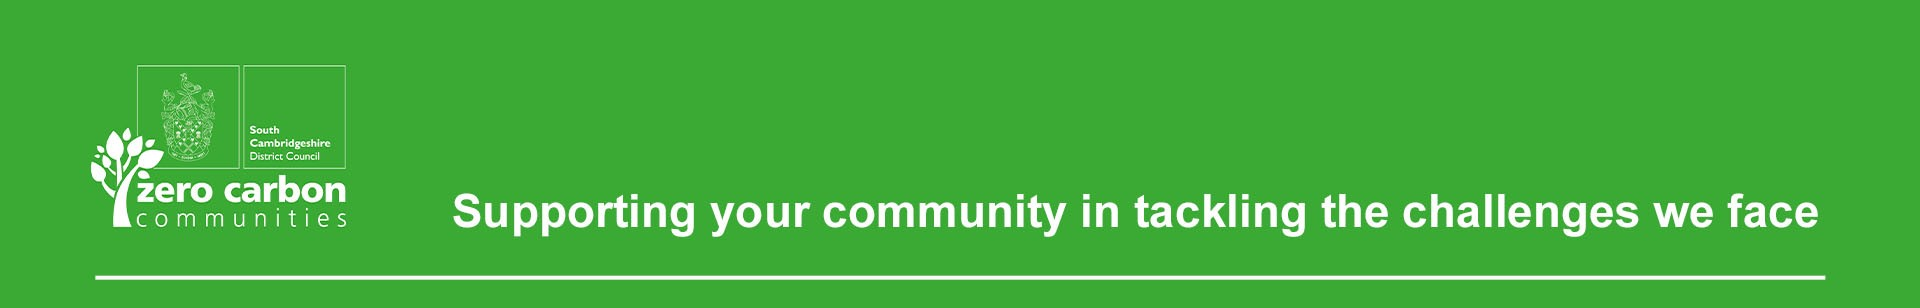 South
Cambridgeshire
District Council
zero carbon
communities
Supporting your community in tackling the challenges we face